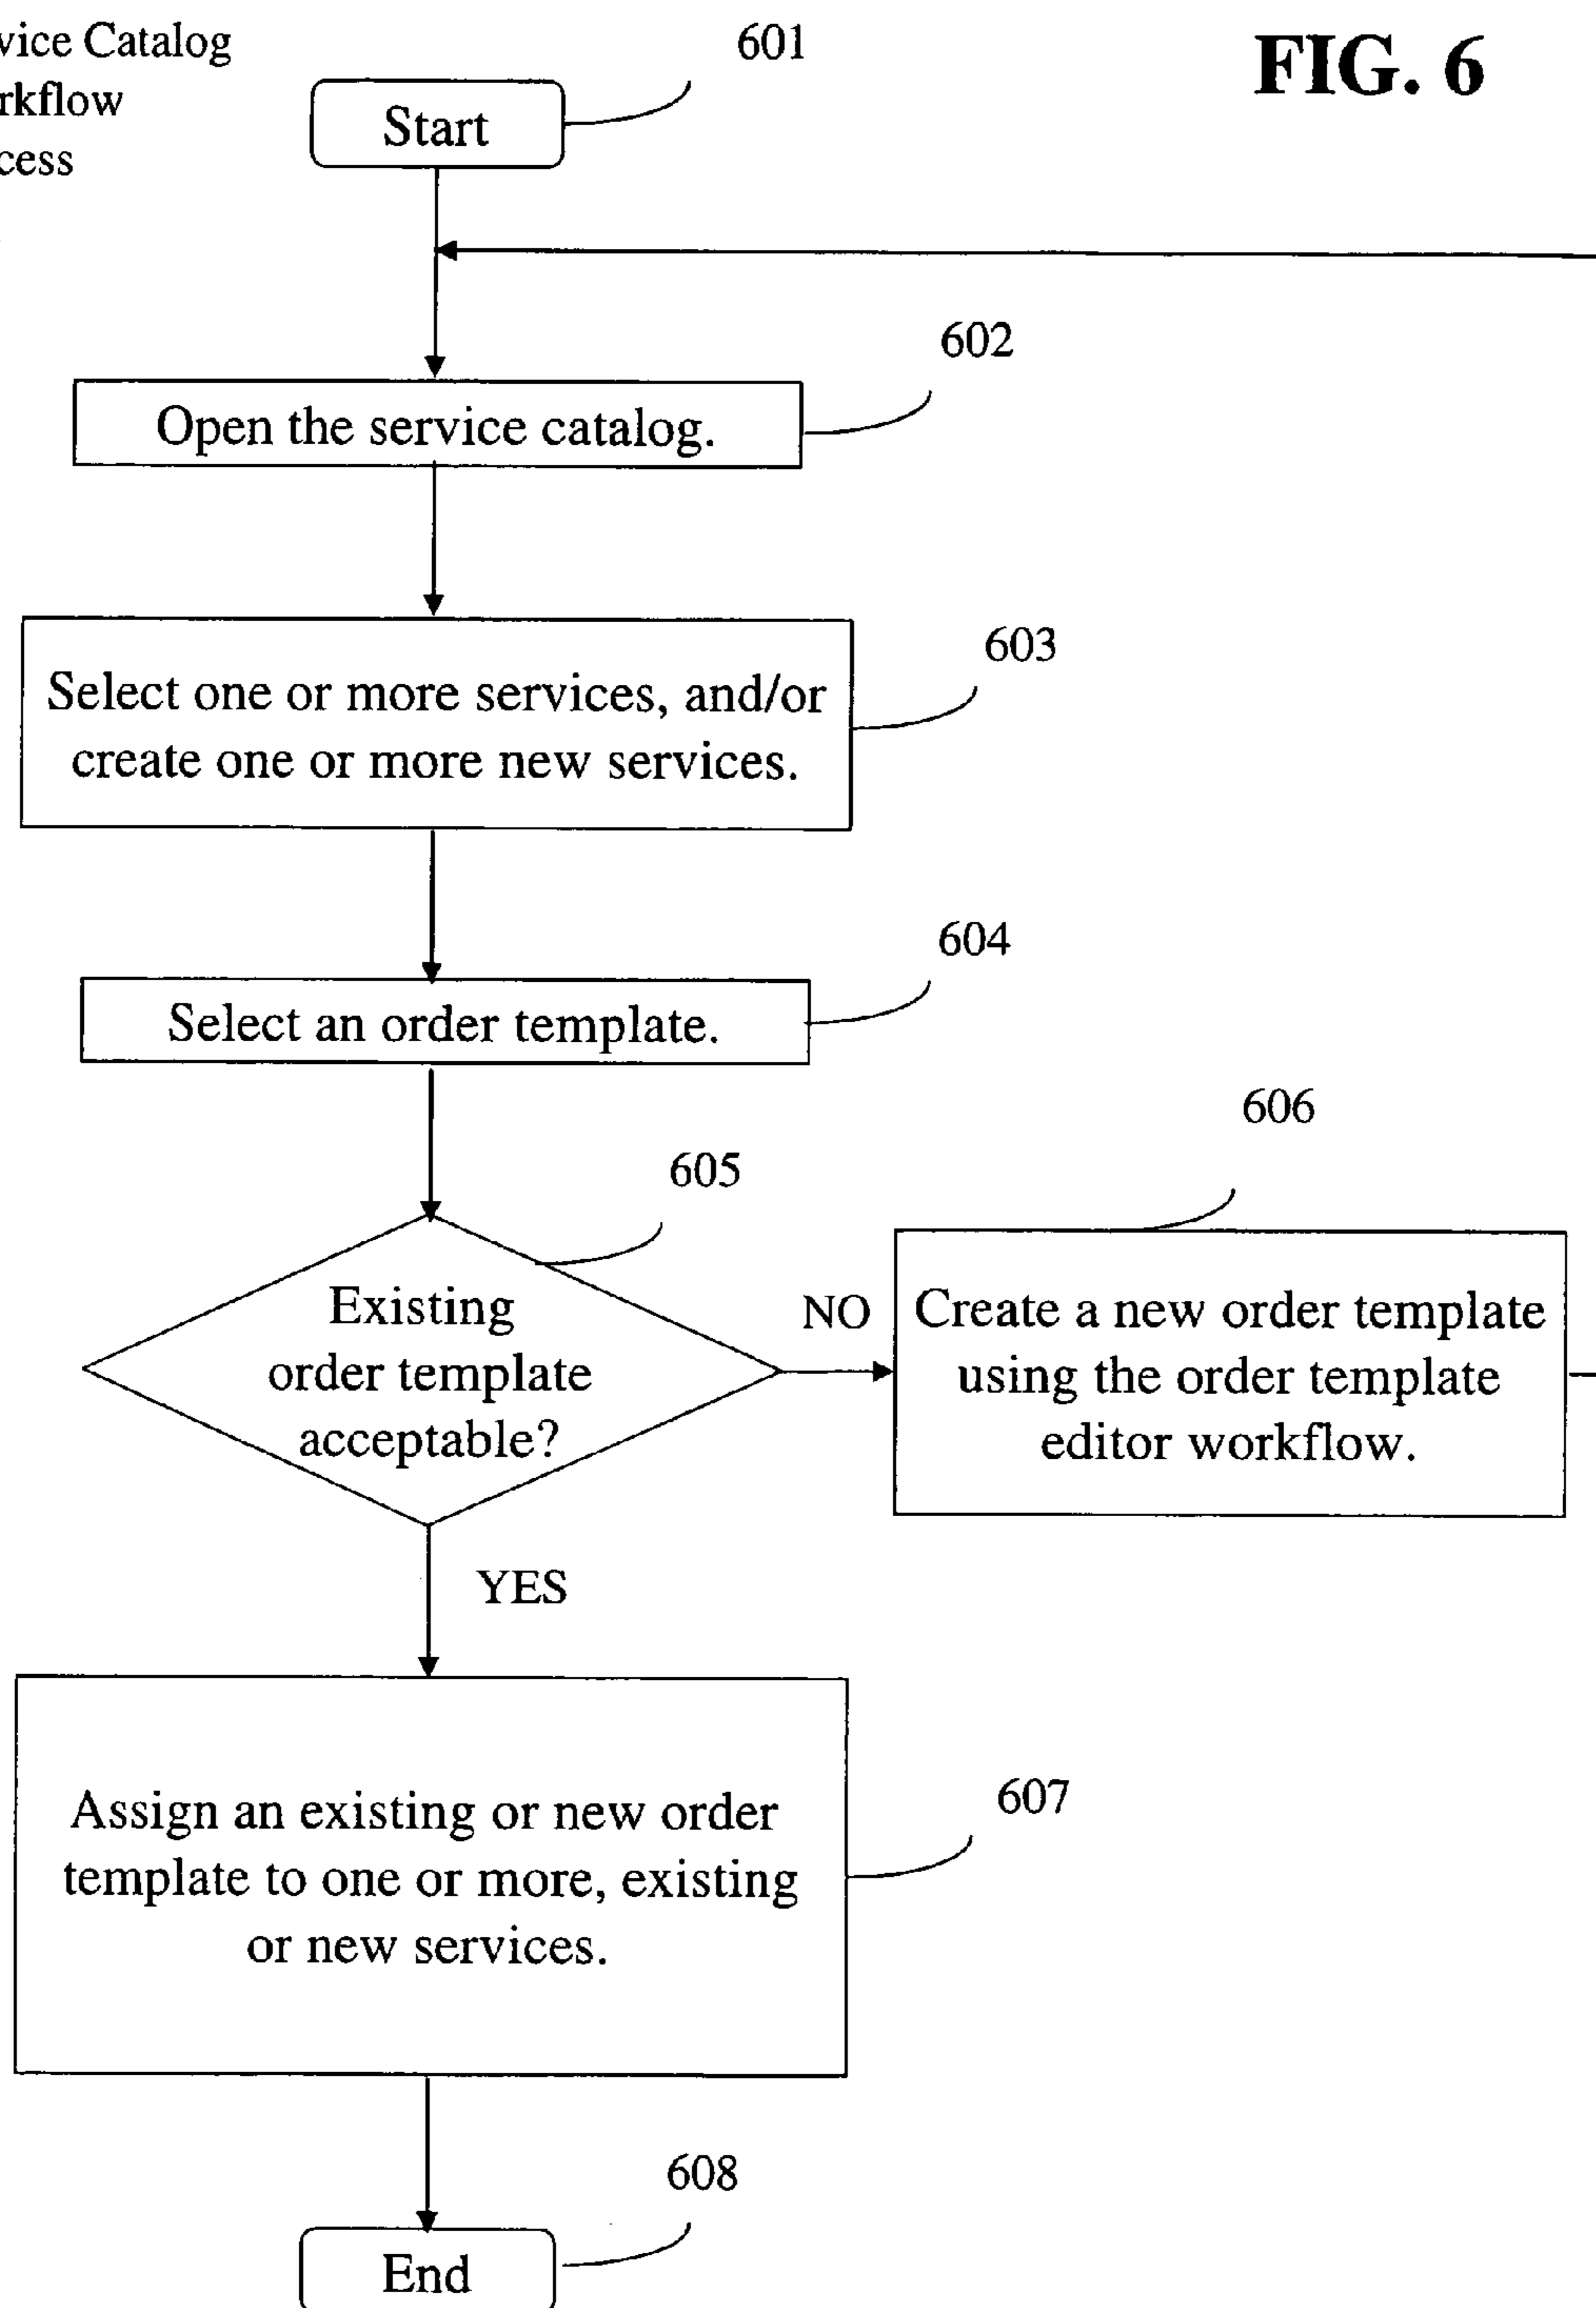 vice Catalog
rkflow
cess
601
FIG. 6
Start
602
Open the service catalog.
603
Select one or more services, and/or
create one or more new services.
604
Select an order template.
605
606
Existing
order template
acceptable?
NO
Create a new order template
using the order template
editor workflow.
YES
607
Assign an existing or new order
template to one or more, existing
or new services.
608
End